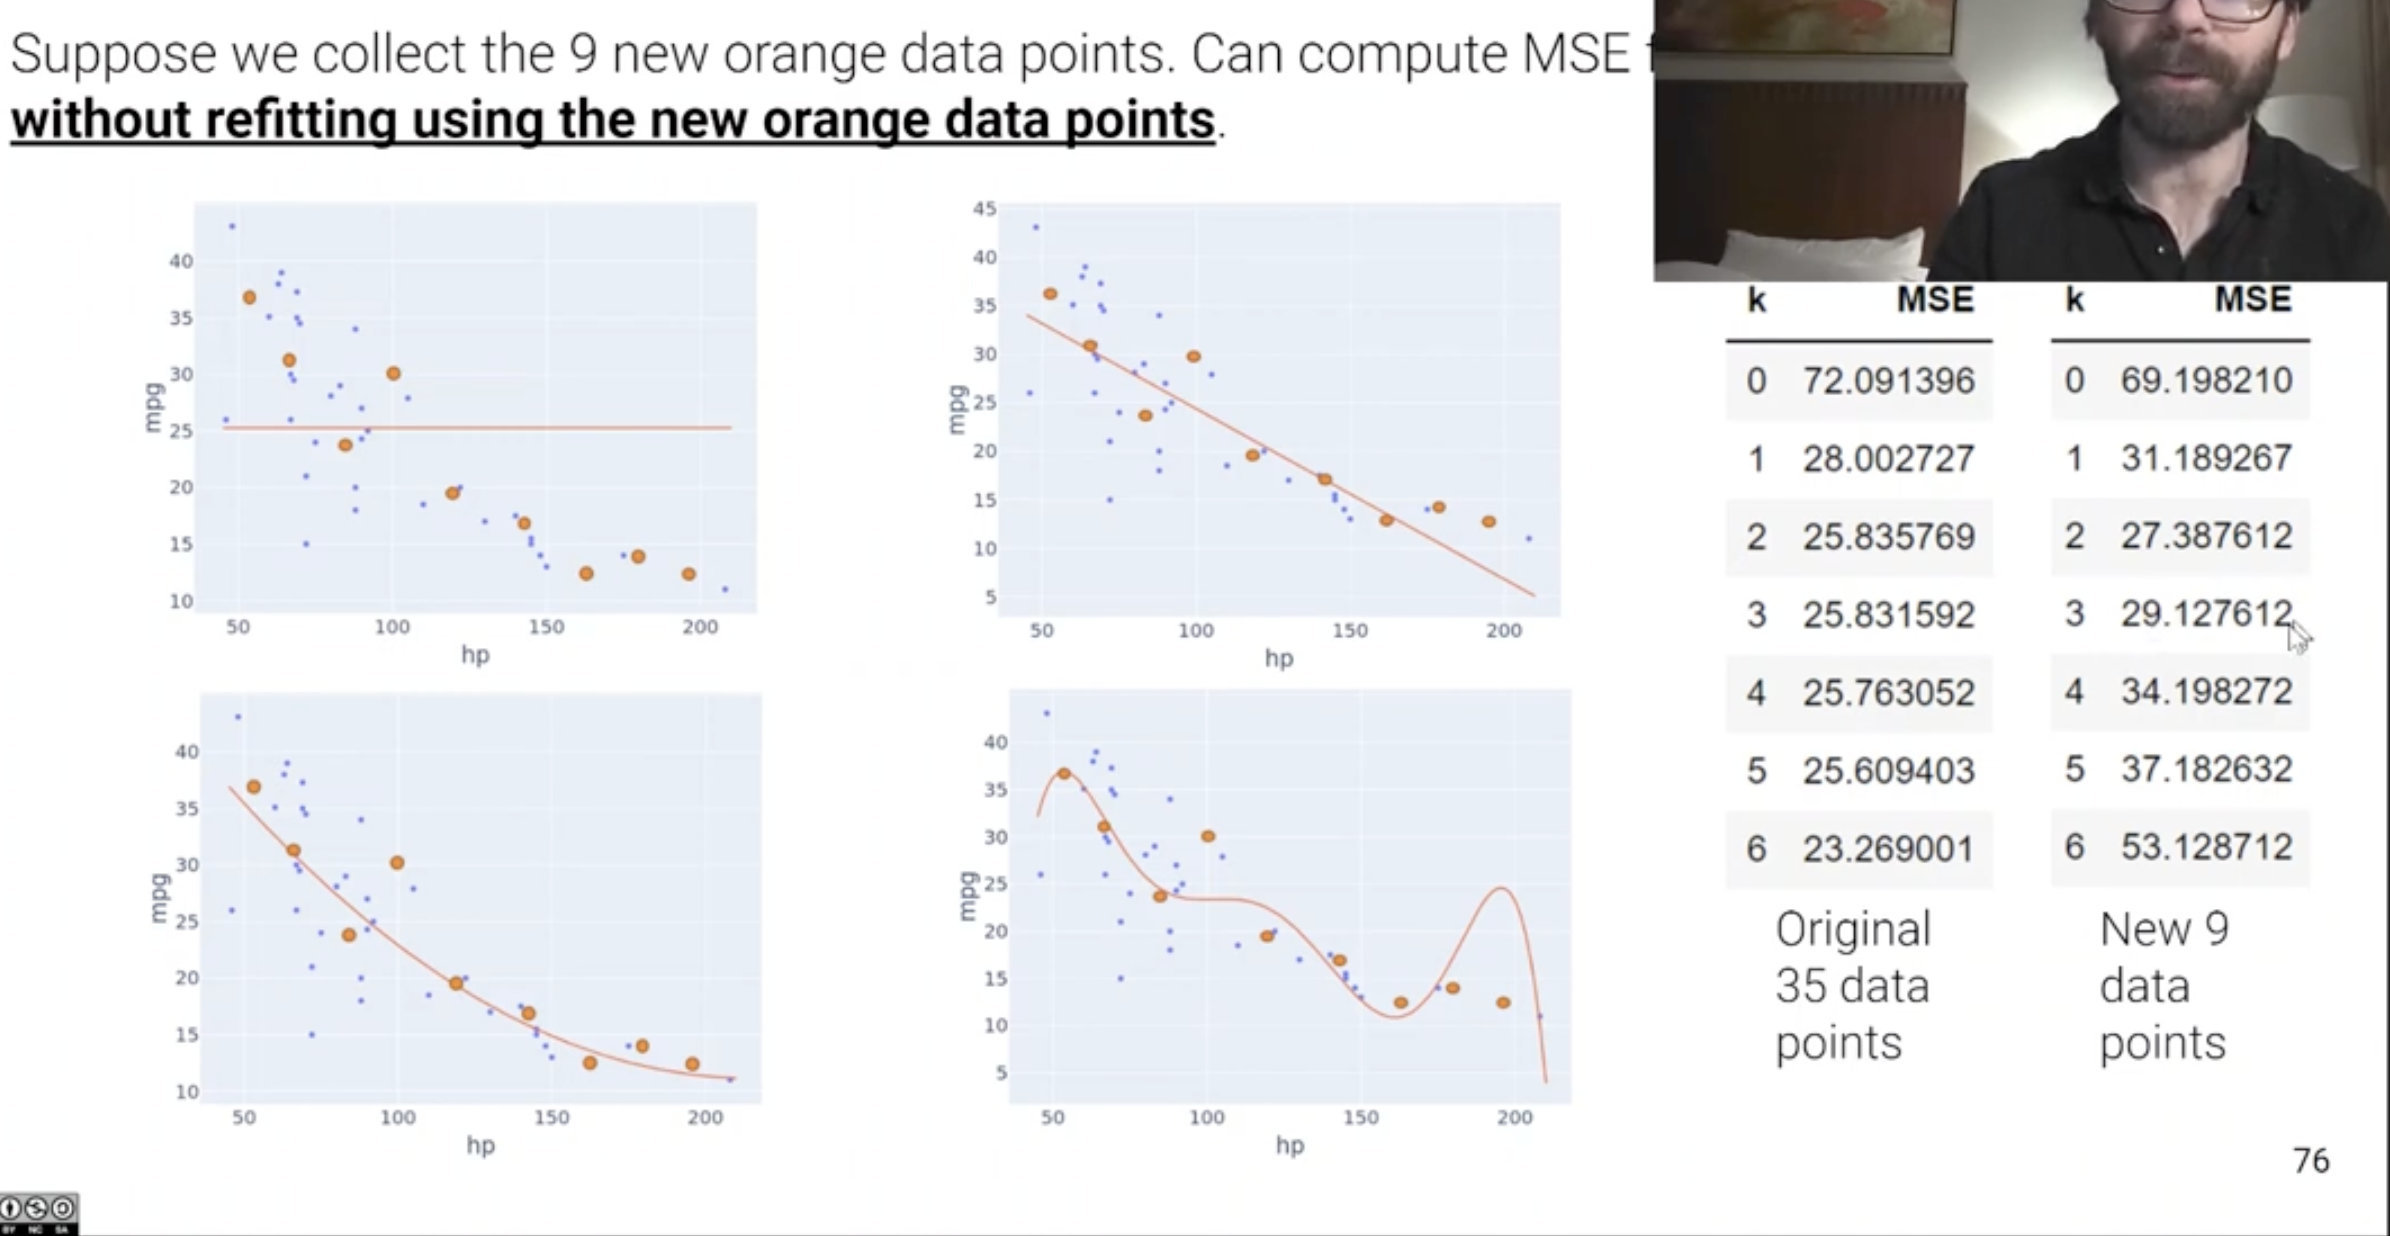 Suppose we collect the 9 new orange data points. Can compute MSE
without refitting using the new orange data points.
40
35
30
25
20
15
10
mpg
50 100 150 200
hp
45
40
35
30
25
20
15
10
5
mpg
50 100 150 200
hp
40
35
30
25
20
15
10
mpg
50 100 150 200
hp
40
35
30
25
20
15
10
5
mpg
50 100 150 200
hp
k MSE
0 72.091396
1 28.002727
2 25.835769
3 25.831592
4 25.763052
5 25.609403
6 23.269001
Original
35 data
points
k MSE
0 69.198210
1 31.189267
2 27.387612
3 29.127612
4 34.198272
5 37.182632
6 53.128712
New 9
data
points
76
BY NC SA